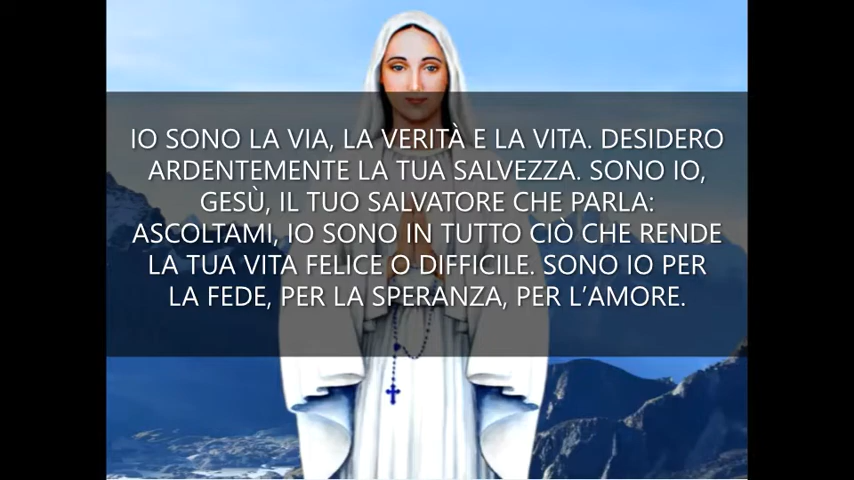 IO SONO LA VIA, LA VERITÀ E LA VITA. DESIDERO
ARDENTEMENTE LA TUA SALVEZZA. SONO IO,
GESÙ, IL TUO SALVATORE CHE PARLA:
ASCOLTAMI, IO SONO IN TUTTO CIÒ CHE RENDE
LA TUA VITA FELICE O DIFFICILE. SONO IO PER
LA FEDE, PER LA SPERANZA, PER L’AMORE.